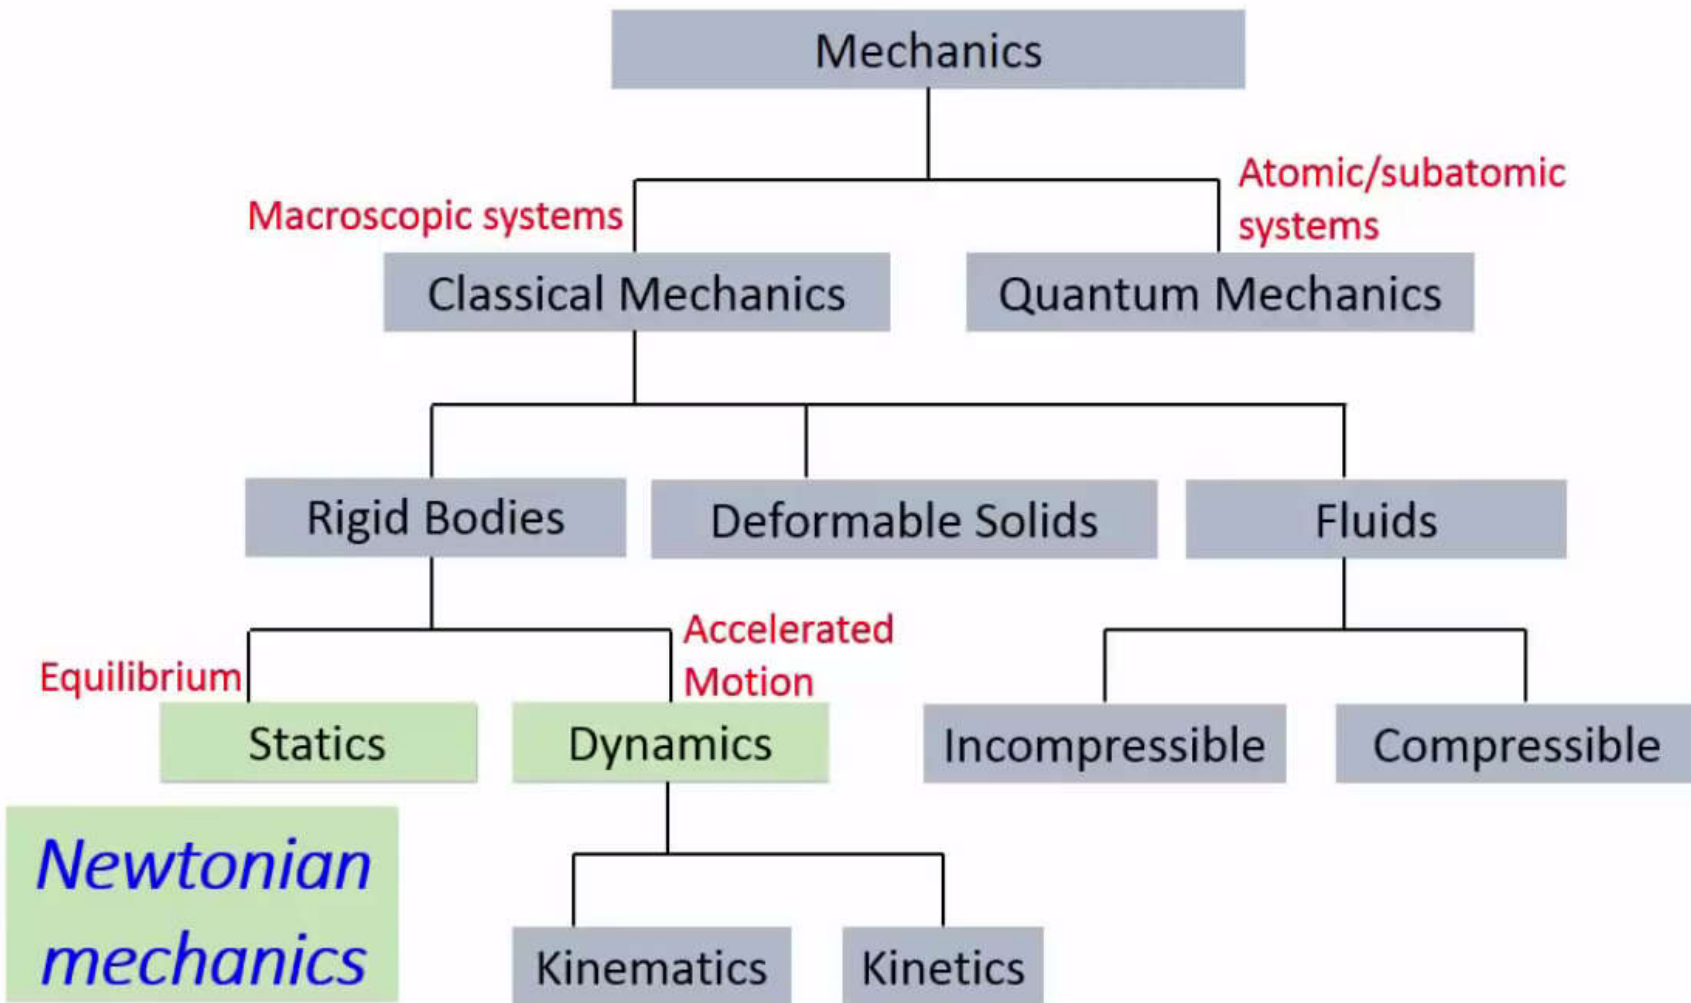 Mechanics
Macroscopic systems
Atomic/subatomic
systems
Classical Mechanics
Quantum Mechanics
Rigid Bodies
Deformable Solids
Fluids
Equilibrium
Accelerated
Motion
Statics
Dynamics
Incompressible
Compressible
Newtonian
mechanics
Kinematics
Kinetics